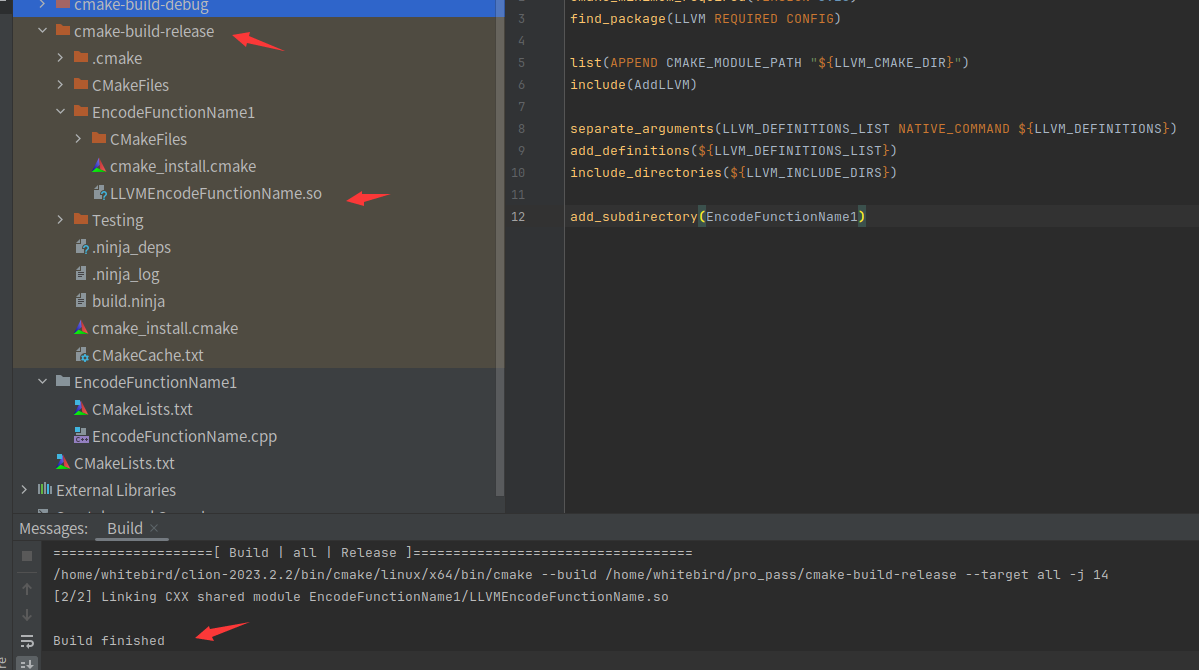 cmake-build-debug
cmake-build-release
.cmake
CMakeFiles
EncodeFunctionName1
CMakeFiles
cmake_install.cmake
LLVMEncodeFunctionName.so
Testing
.ninja_deps
.ninja_log
build.ninja
cmake_install.cmake
CMakeCache.txt
EncodeFunctionName1
CMakeLists.txt
EncodeFunctionName.cpp
CMakeLists.txt
External Libraries
3 find_package(LLVM REQUIRED CONFIG)
4
5 list(APPEND CMAKE_MODULE_PATH "${LLVM_CMAKE_DIR}")
6 include(AddLLVM)
7
8 separate_arguments(LLVM_DEFINITIONS_LIST NATIVE_COMMAND ${LLVM_DEFINITIONS})
9 add_definitions(${LLVM_DEFINITIONS_LIST})
10 include_directories(${LLVM_INCLUDE_DIRS})
11
12 add_subdirectory(EncodeFunctionName1)
Messages: Build ×
====================[ Build | all | Release ]===================================
/home/whitebird/clion-2023.2.2/bin/cmake/linux/x64/bin/cmake --build /home/whitebird/pro_pass/cmake-build-release --target all -j 14
[2/2] Linking CXX shared module EncodeFunctionName1/LLVMEncodeFunctionName.so
Build finished